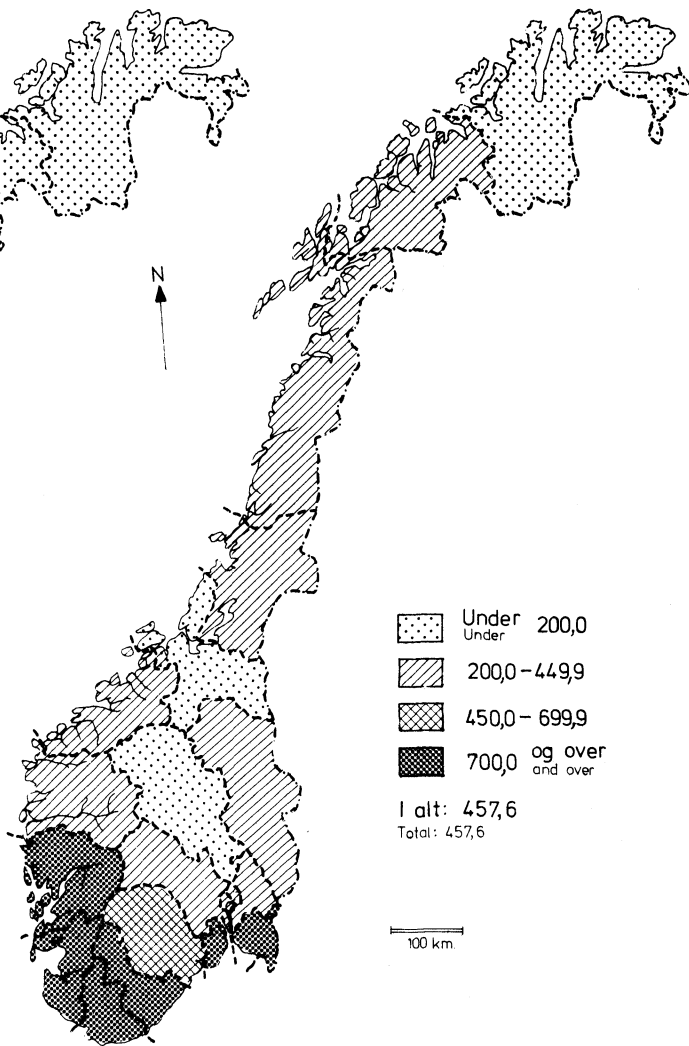 N
Under 200,0
Under
200,0-449,9
450,0-699,9
700,0 og over
and over
I alt: 457,6
Total: 457,6
100 km.